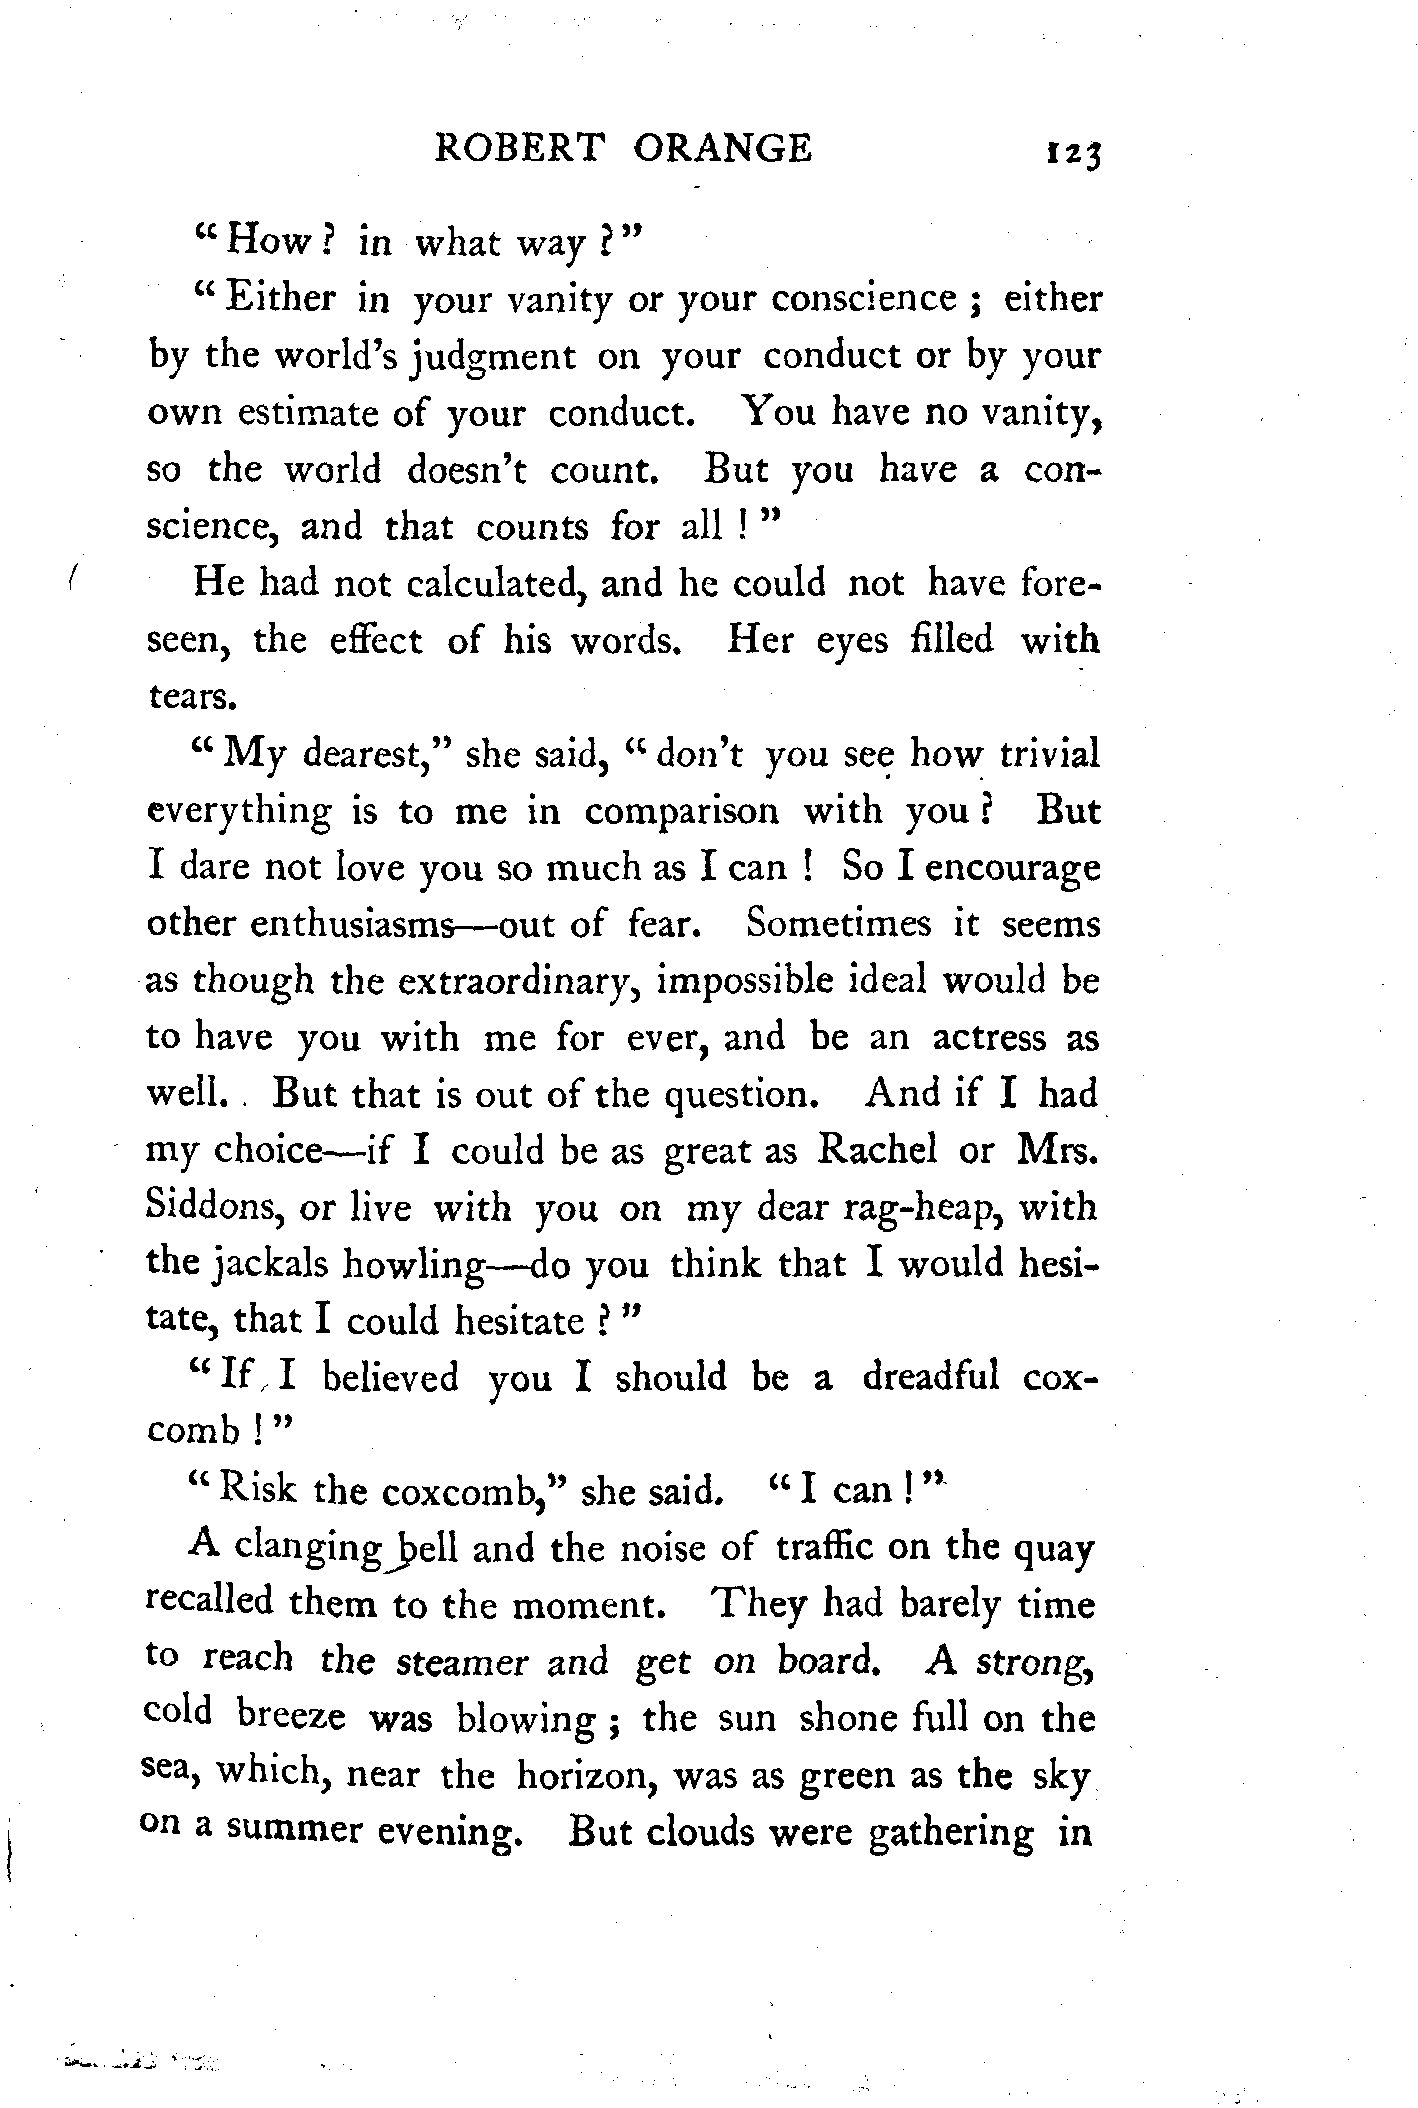 ROBERT ORANGE 123
“How? in what way?”
“Either in your vanity or your conscience; either
by the world’s judgment on your conduct or by your
own estimate of your conduct. You have no vanity,
so the world doesn’t count. But you have a con-
science, and that counts for all!”
He had not calculated, and he could not have fore-
seen, the effect of his words. Her eyes filled with
tears.
“My dearest,” she said, “don’t you see how trivial
everything is to me in comparison with you? But
I dare not love you so much as I can! So I encourage
other enthusiasms—out of fear. Sometimes it seems
as though the extraordinary, impossible ideal would be
to have you with me for ever, and be an actress as
well. But that is out of the question. And if I had
my choice—if I could be as great as Rachel or Mrs.
Siddons, or live with you on my dear rag-heap, with
the jackals howling—do you think that I would hesi-
tate, that I could hesitate?”
“If I believed you I should be a dreadful cox-
comb!”
“Risk the coxcomb,” she said. “I can!”
A clanging bell and the noise of traffic on the quay
recalled them to the moment. They had barely time
to reach the steamer and get on board. A strong,
cold breeze was blowing; the sun shone full on the
sea, which, near the horizon, was as green as the sky
on a summer evening. But clouds were gathering in